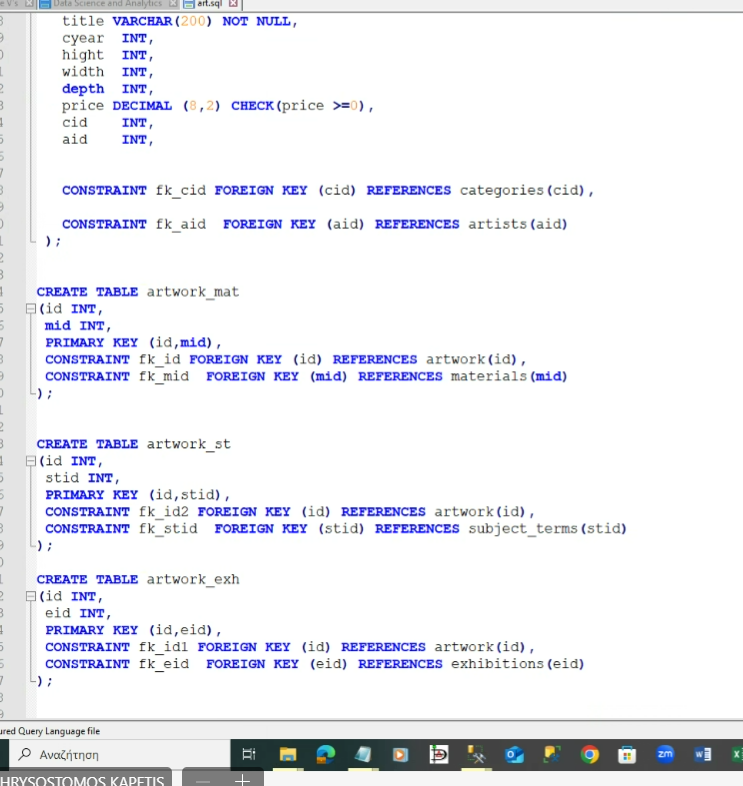 Data Science and Analytics art.sql
title VARCHAR(200) NOT NULL,
cyear INT,
hight INT,
width INT,
depth INT,
price DECIMAL (8,2) CHECK(price >=0),
cid INT,
aid INT,
CONSTRAINT fk_cid FOREIGN KEY (cid) REFERENCES categories(cid),
CONSTRAINT fk_aid FOREIGN KEY (aid) REFERENCES artists(aid)
);
CREATE TABLE artwork_mat
(id INT,
mid INT,
PRIMARY KEY (id,mid),
CONSTRAINT fk_id FOREIGN KEY (id) REFERENCES artwork(id),
CONSTRAINT fk_mid FOREIGN KEY (mid) REFERENCES materials(mid)
);
CREATE TABLE artwork_st
(id INT,
stid INT,
PRIMARY KEY (id,stid),
CONSTRAINT fk_id2 FOREIGN KEY (id) REFERENCES artwork(id),
CONSTRAINT fk_stid FOREIGN KEY (stid) REFERENCES subject_terms(stid)
);
CREATE TABLE artwork_exh
(id INT,
eid INT,
PRIMARY KEY (id,eid),
CONSTRAINT fk_id1 FOREIGN KEY (id) REFERENCES artwork(id),
CONSTRAINT fk_eid FOREIGN KEY (eid) REFERENCES exhibitions(eid)
);
ured Query Language file
Αναζήτηση zm
HRYSOSTOMOS KAPETIS